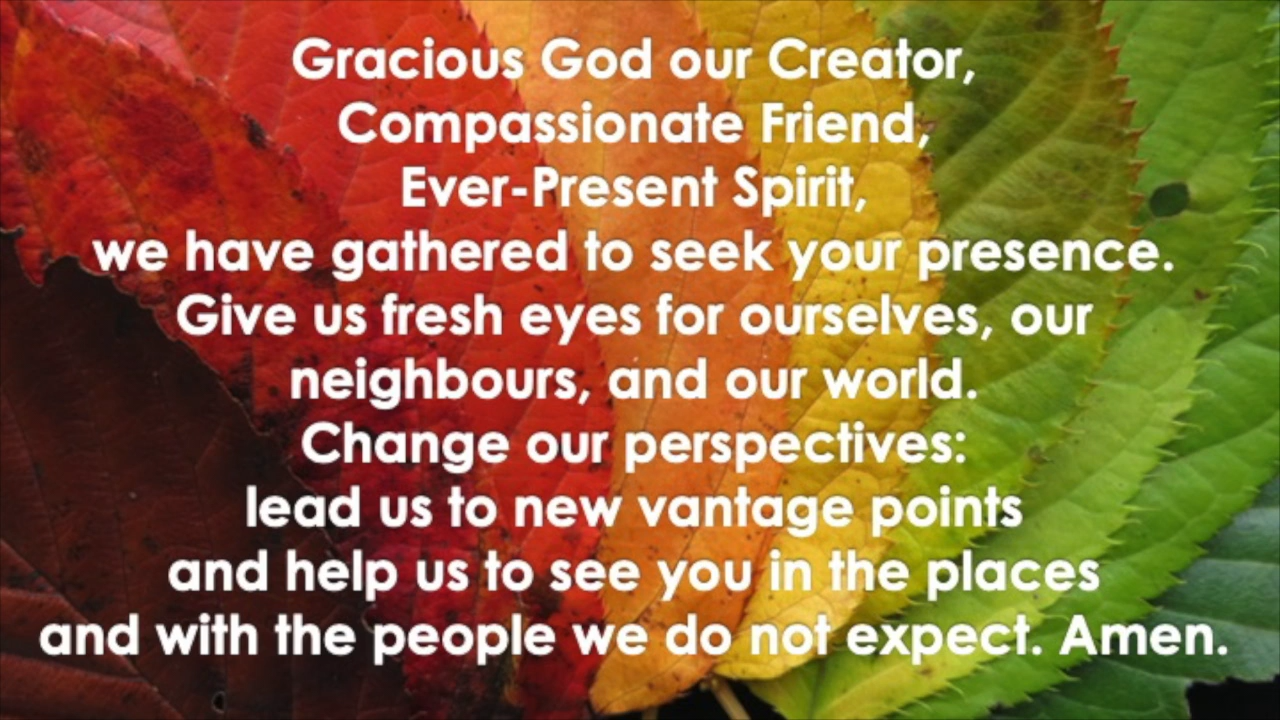 Gracious God our Creator,
Compassionate Friend,
Ever-Present Spirit,
we have gathered to seek your presence.
Give us fresh eyes for ourselves, our
neighbours, and our world.
Change our perspectives:
lead us to new vantage points
and help us to see you in the places
and with the people we do not expect. Amen.